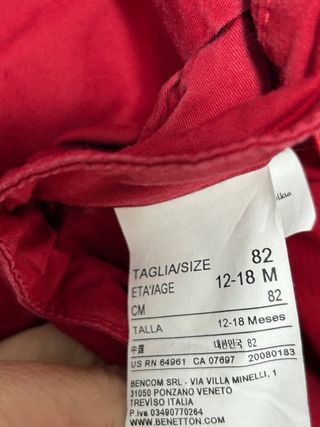 TAGLIA/SIZE 82
ETA'/AGE 12-18 M
CM 82
TALLA 12-18 Meses
中国 대한민국 82
US RN 64961 CA 07697 20080183
BENCOM SRL - VIA VILLA MINELLI, 1
31050 PONZANO VENETO
TREVISO ITALIA
P.iva 03490770264
WWW.BENETTON.COM